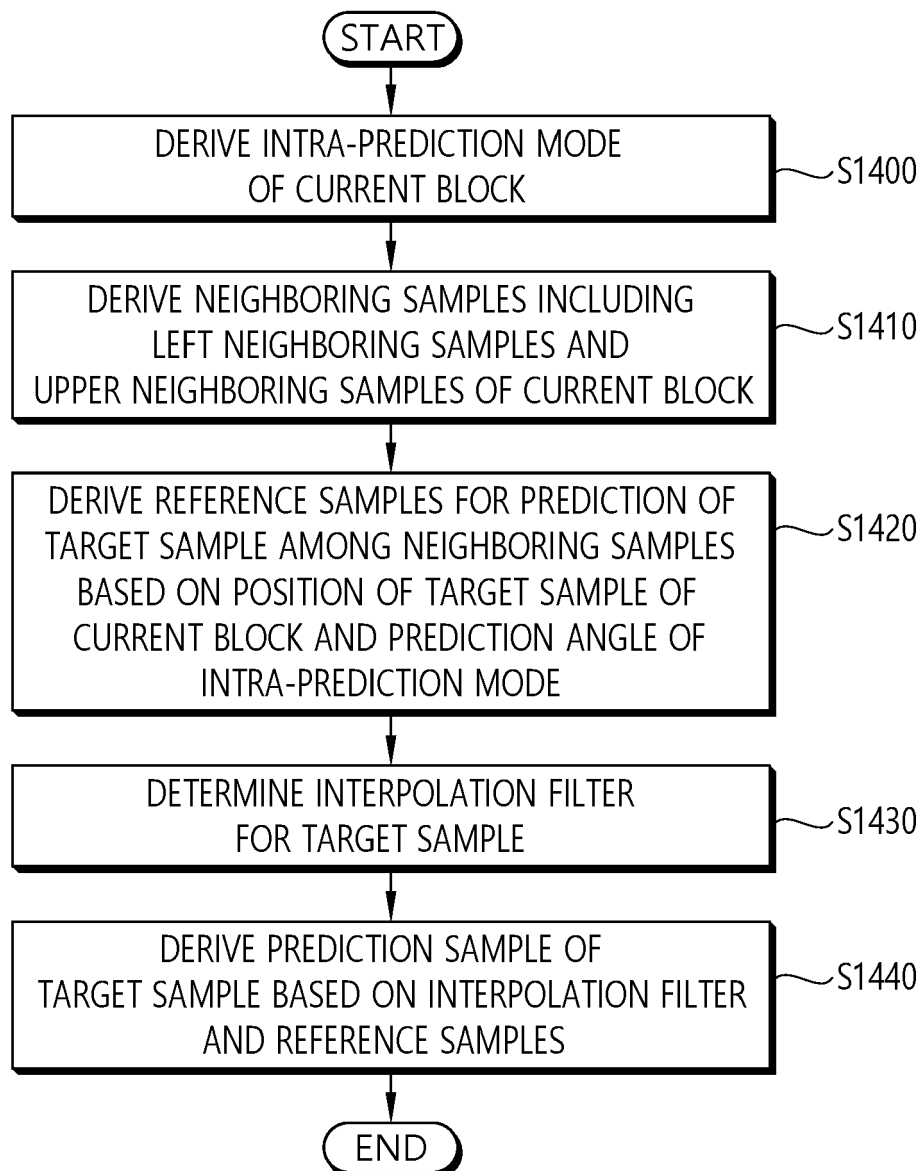 START
DERIVE INTRA-PREDICTION MODE
OF CURRENT BLOCK
S1400
DERIVE NEIGHBORING SAMPLES INCLUDING
LEFT NEIGHBORING SAMPLES AND
UPPER NEIGHBORING SAMPLES OF CURRENT BLOCK
S1410
DERIVE REFERENCE SAMPLES FOR PREDICTION OF
TARGET SAMPLE AMONG NEIGHBORING SAMPLES
BASED ON POSITION OF TARGET SAMPLE OF
CURRENT BLOCK AND PREDICTION ANGLE OF
INTRA-PREDICTION MODE
S1420
DETERMINE INTERPOLATION FILTER
FOR TARGET SAMPLE
S1430
DERIVE PREDICTION SAMPLE OF
TARGET SAMPLE BASED ON INTERPOLATION FILTER
AND REFERENCE SAMPLES
S1440
END